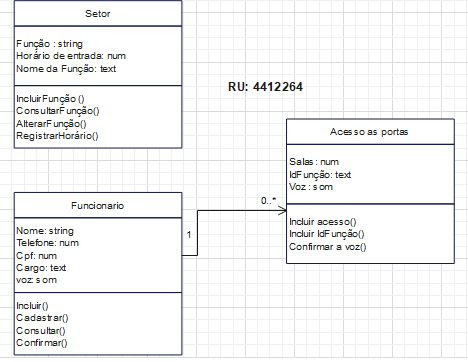 Setor
Função : string
Horário de entrada: num
Nome da Função: text
IncluirFunção ()
ConsultarFunção()
AlterarFunção()
RegistrarHorário()
RU: 4412264
Acesso as portas
Salas: num
IdFunção: text
Voz : som
Incluir acesso()
Incluir IdFunção()
Confirmar a voz()
0..*
1
Funcionario
Nome: string
Telefone: num
Cpf: num
Cargo: text
voz: som
Incluir()
Cadastrar()
Consultar()
Confirmar()